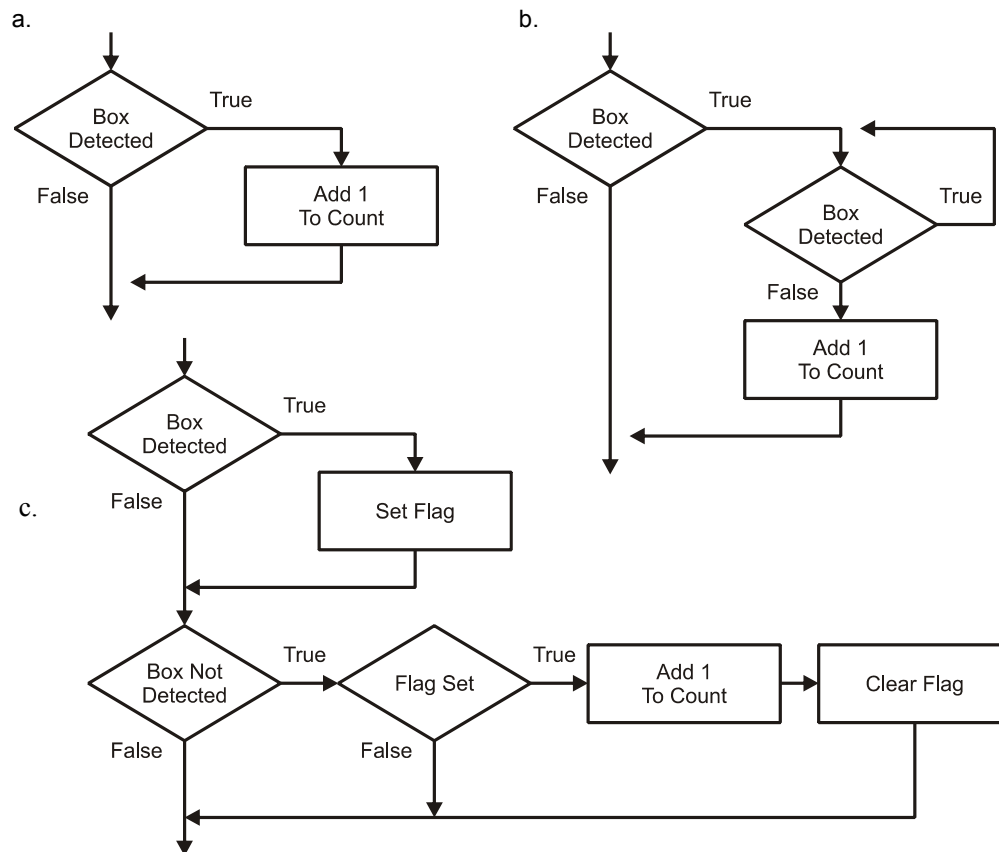 a.
True
Box
Detected
False
Add 1
To Count
b.
True
Box
Detected
False
True
Box
Detected
False
Add 1
To Count
c.
True
Box
Detected
False
Set Flag
True
Box Not
Detected
False
True
Flag Set
False
Add 1
To Count
Clear Flag